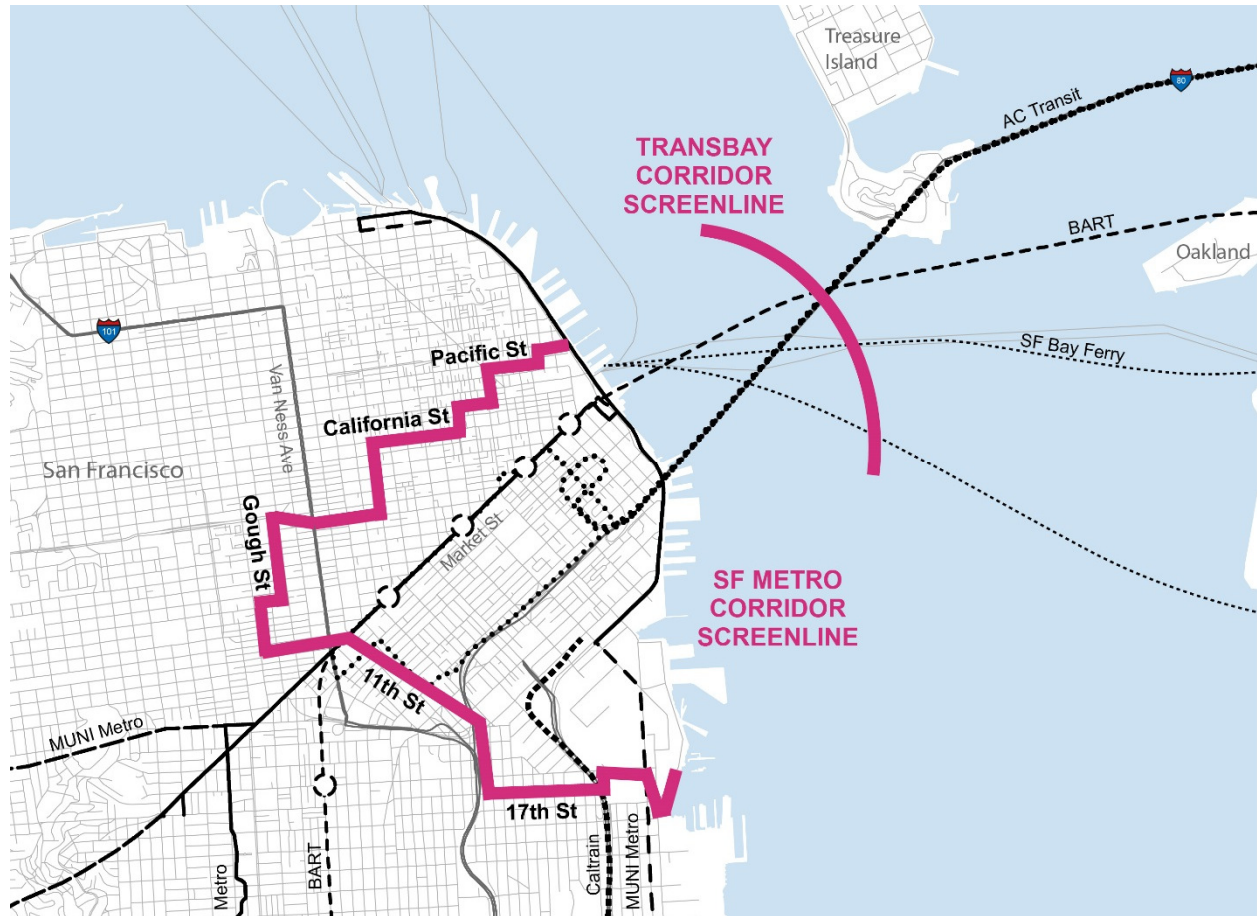 Treasure
Island
80
AC Transit
TRANSBAY
CORRIDOR
SCREENLINE
BART
Oakland
101
Pacific St
SF Bay Ferry
Van Ness Ave
California St
San Francisco
Gough St
Market St
SF METRO
CORRIDOR
SCREENLINE
11th St
MUNI Metro
17th St
Metro
BART
Caltrain
MUNI Metro